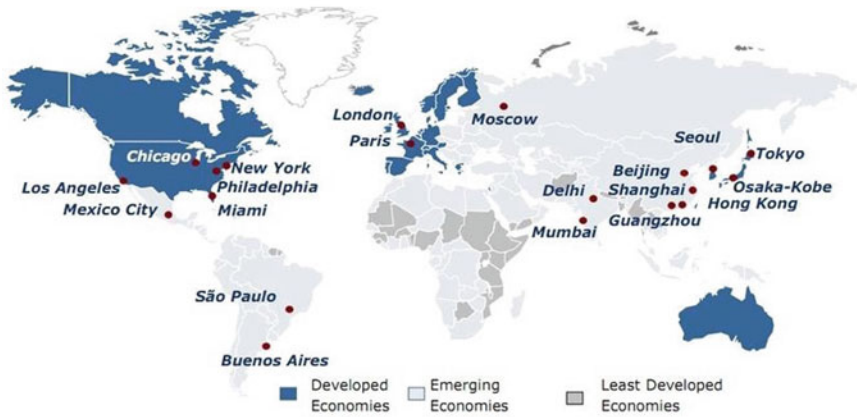 London
Paris
Moscow
Chicago
New York
Los Angeles
Philadelphia
Mexico City
Miami
Seoul
Tokyo
Beijing
Delhi
Shanghai
Osaka-Kobe
Hong Kong
Guangzhou
Mumbai
São Paulo
Buenos Aires
Developed
Economies
Emerging
Economies
Least Developed
Economies